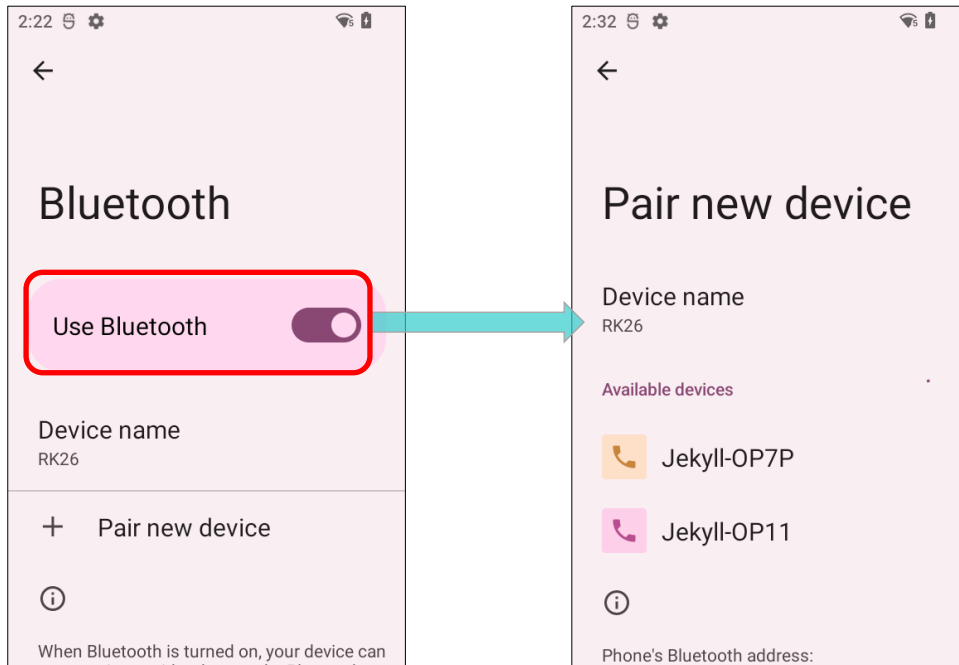 2:22
Bluetooth
Use Bluetooth
Device name
RK26
Pair new device
When Bluetooth is turned on, your device can
2:32
Pair new device
Device name
RK26
Available devices
Jekyll-OP7P
Jekyll-OP11
Phone's Bluetooth address: